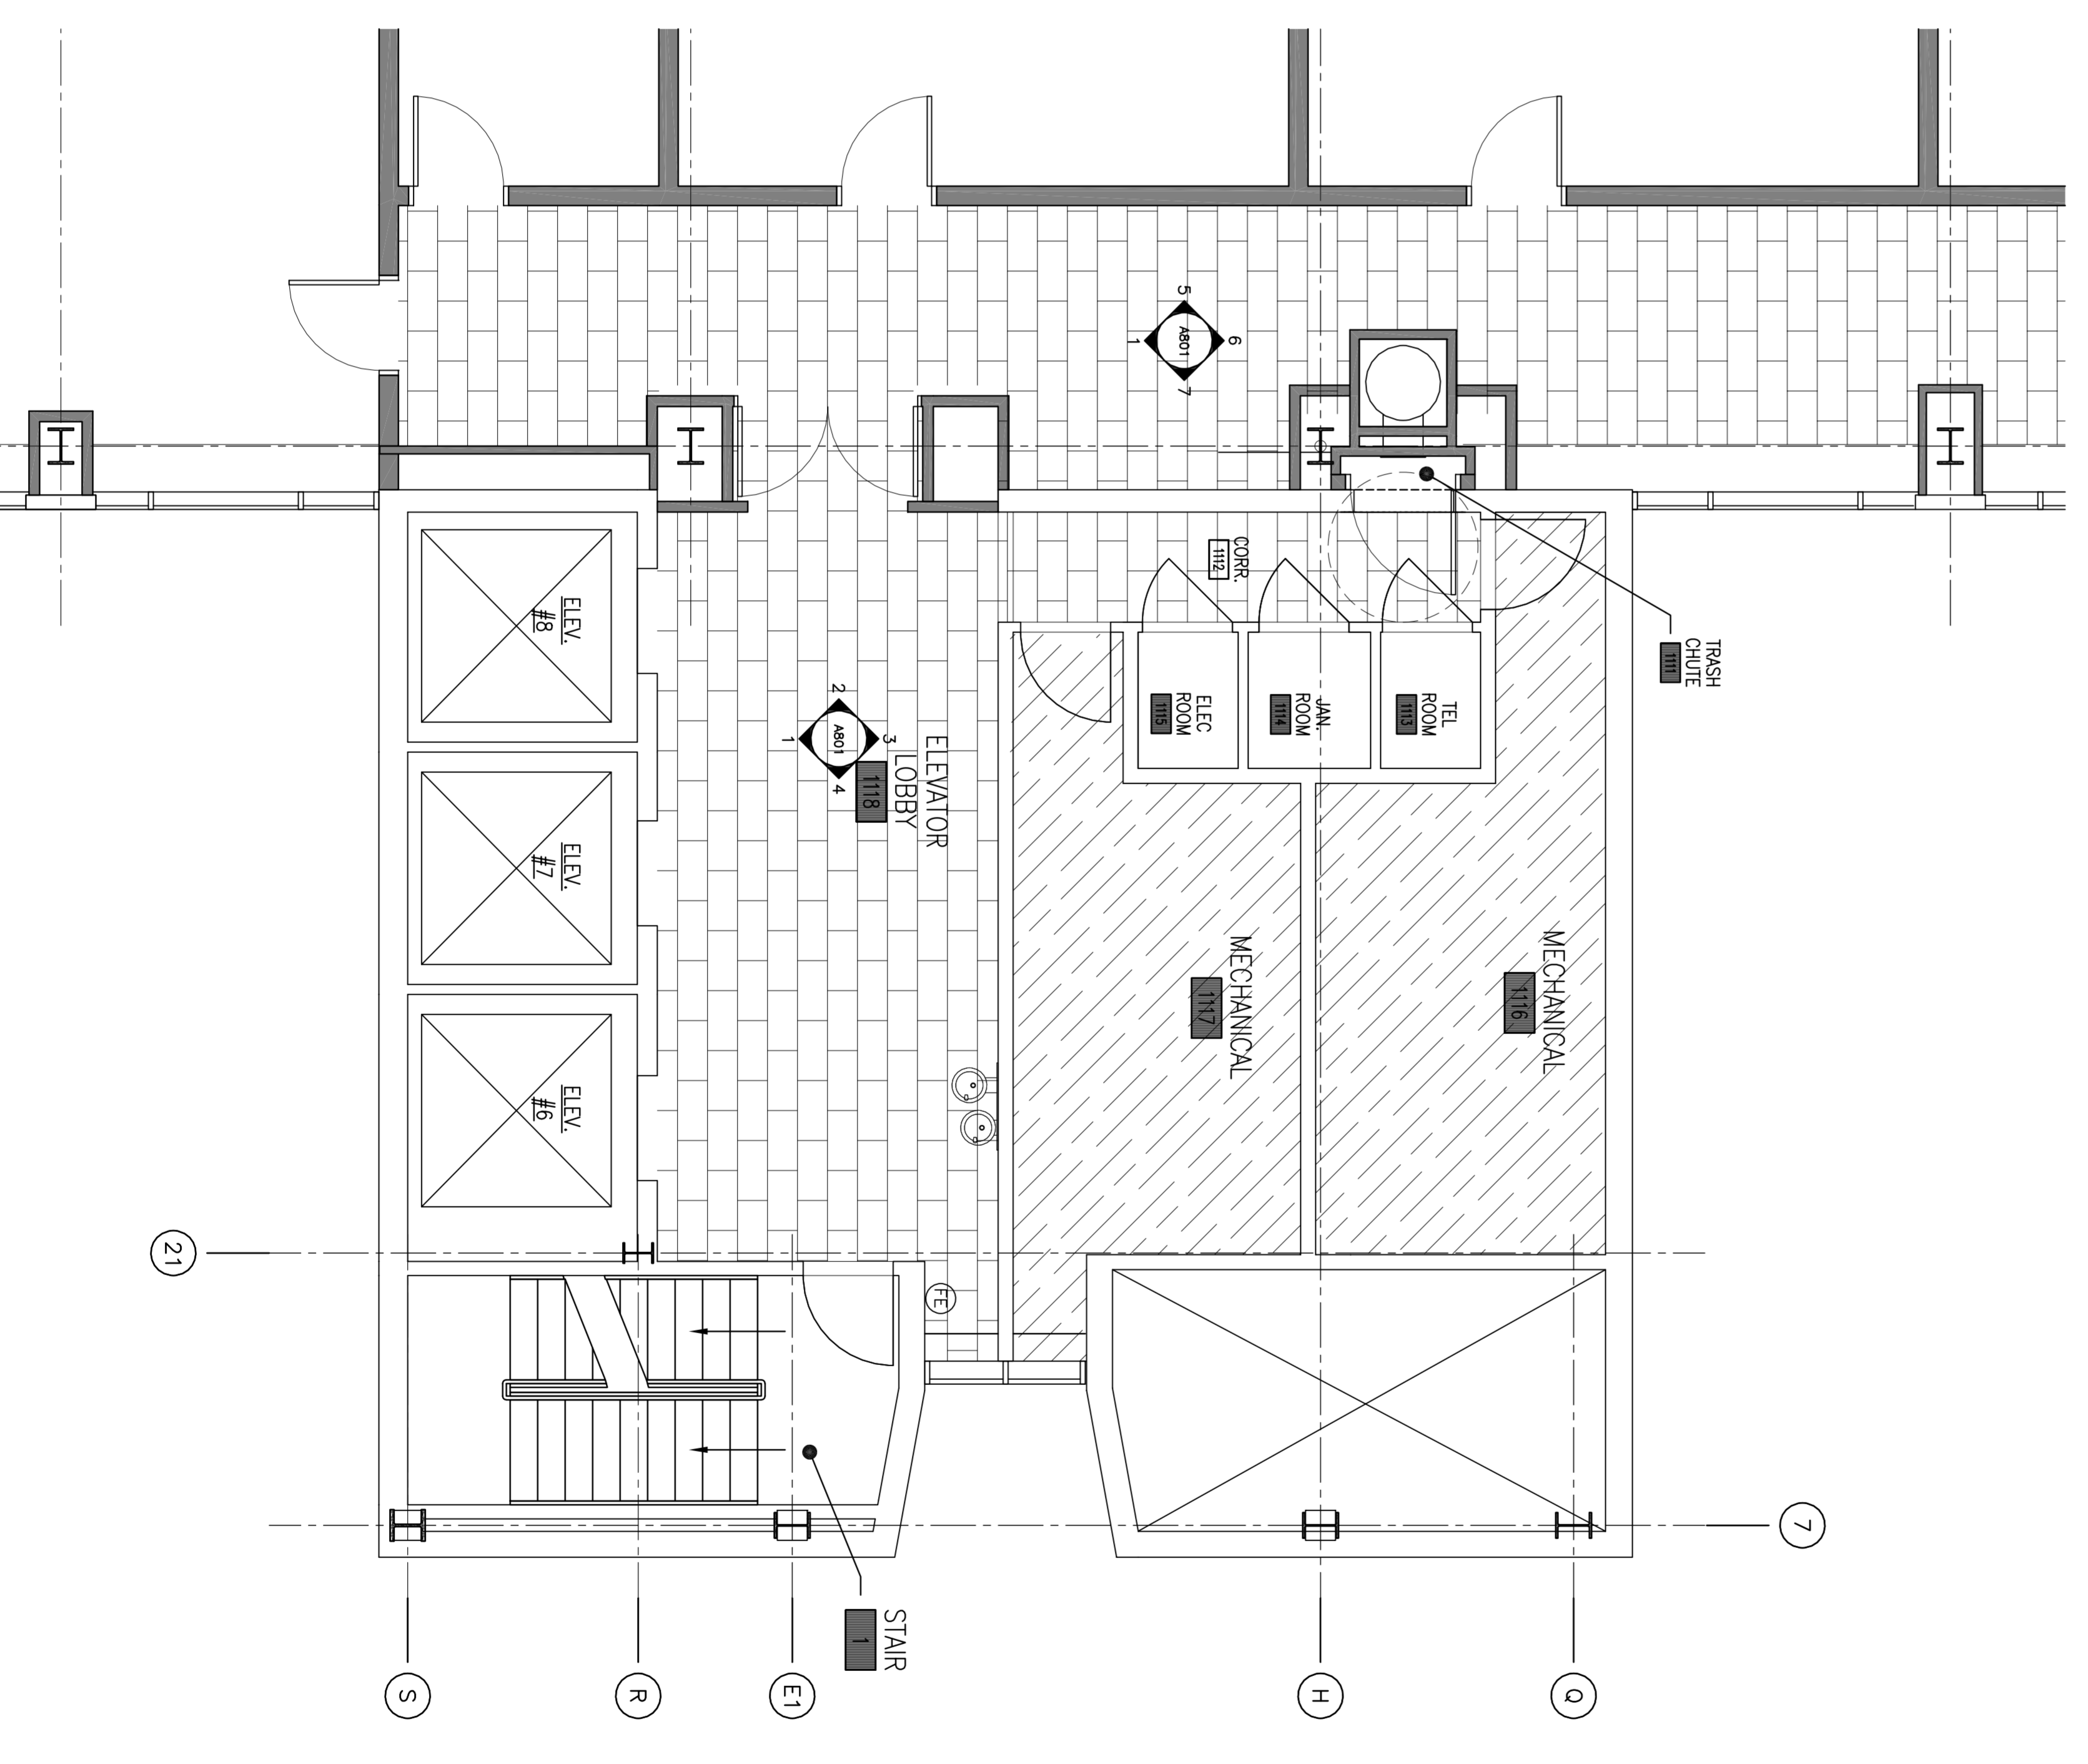 5
6
A801
1
7
CORR.
1112
TRASH
CHUTE
1111
ELEV.
#8
ELEC
ROOM
1115
JAN.
ROOM
1114
TEL
ROOM
1113
2
3
A801
1
4
ELEVATOR
LOBBY
1118
ELEV.
#7
MECHANICAL
1117
MECHANICAL
1116
ELEV.
#6
21
FE
7
STAIR
1
S
R
E1
H
Q